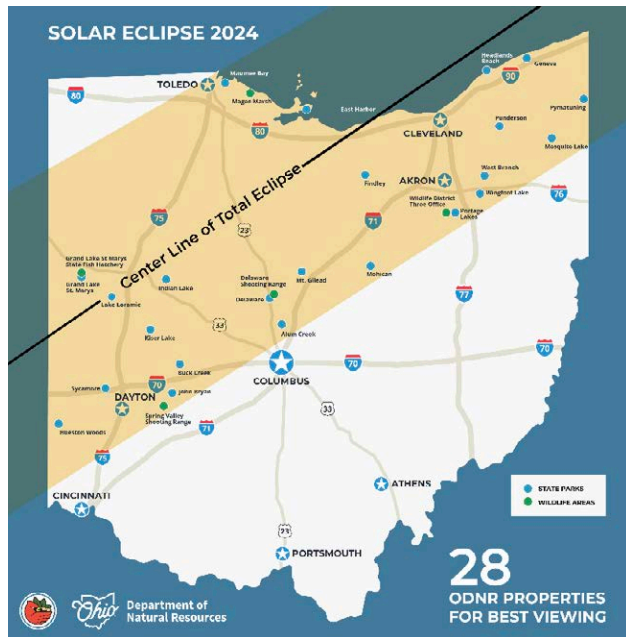 SOLAR ECLIPSE 2024
Headlands
Beach
Geneva
90
Maumee Bay
TOLEDO
80
Magee Marsh
East Harbor
Pymatuning
80
CLEVELAND
Punderson
Mosquito Lake
Center Line of Total Eclipse
Findley
AKRON
West Branch
Wingfoot Lake
76
Wildlife District
Three Office
Portage
Lakes
75
71
23
Grand Lake St Marys
State Fish Hatchery
Grand Lake
St. Marys
Indian Lake
Delaware
Shooting Range
Mt. Gilead
Mohican
Lake Loramie
Delaware
77
33
Kiser Lake
Alum Creek
70
Buck Creek
70
COLUMBUS
70
Sycamore
John Bryan
DAYTON
Spring Valley
Shooting Range
33
Hueston Woods
71
75
CINCINNATI
ATHENS
STATE PARKS
WILDLIFE AREAS
23
PORTSMOUTH
28
ODNR PROPERTIES
FOR BEST VIEWING
Ohio
Department of
Natural Resources